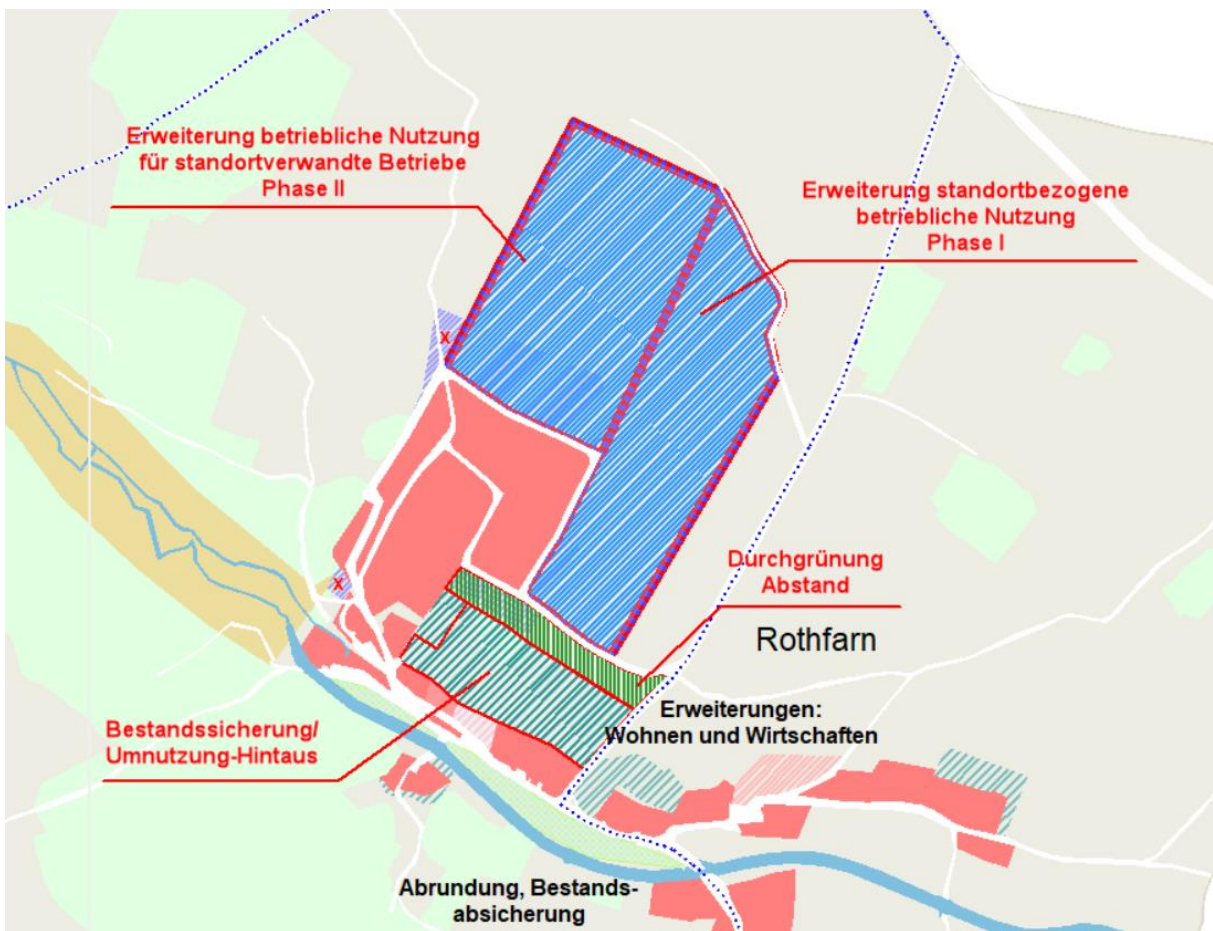 Erweiterung betriebliche Nutzung
für standortverwandte Betriebe
Phase II
Erweiterung standortbezogene
betriebliche Nutzung
Phase I
X
X
Durchgrünung
Abstand
Rothfarn
Bestandssicherung/
Umnutzung-Hintaus
Erweiterungen:
Wohnen und Wirtschaften
Abrundung, Bestands-
absicherung